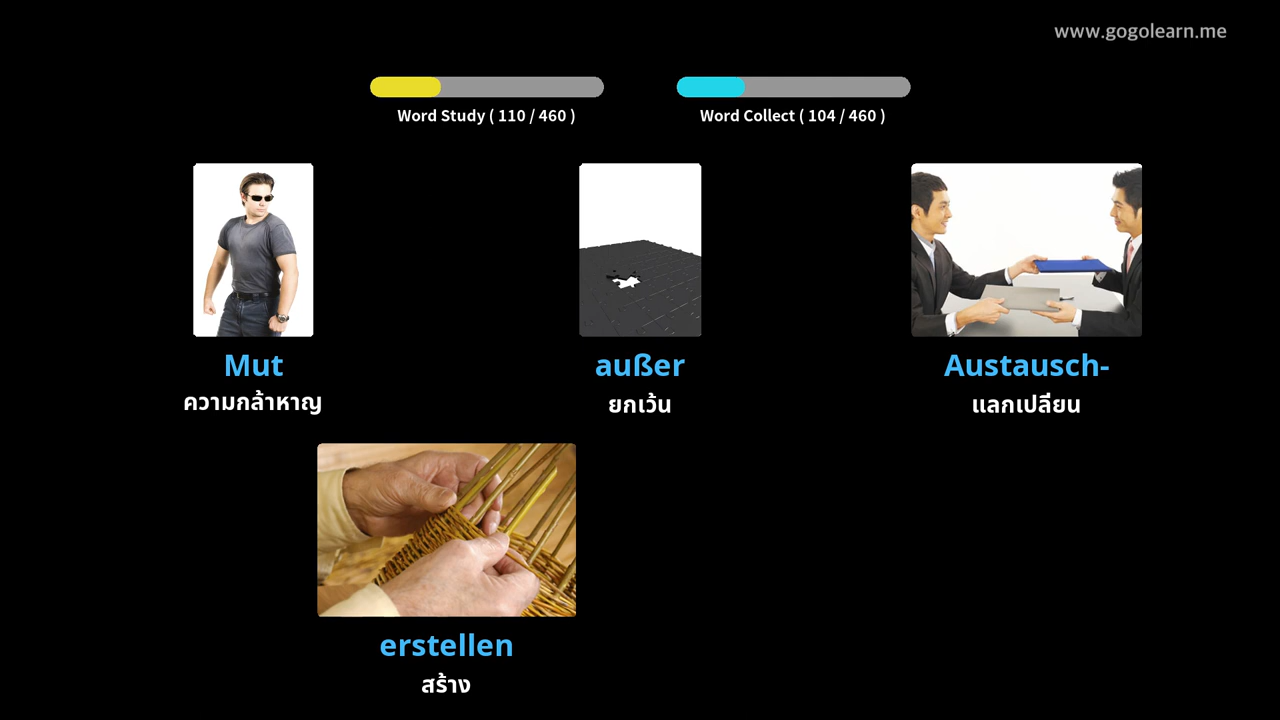 www.gogolearn.me
Word Study ( 110 / 460 )
Word Collect ( 104 / 460 )
Mut
ความกล้าหาญ
außer
ยกเว้น
Austausch-
แลกเปลี่ยน
erstellen
สร้าง